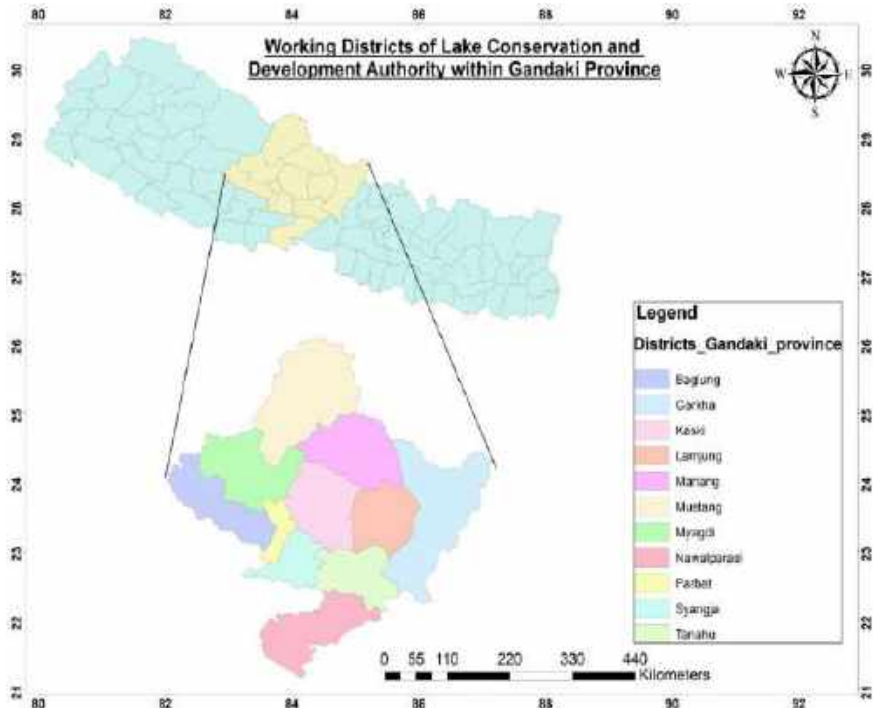 80 82 84 86 88 90 92
Working Districts of Lake Conservation and
Development Authority within Gandaki Province
N
W E
S
30
29
28
27
26
25
24
23
22
21
30
29
28
27
26
25
24
23
22
21
Legend
Districts_Gandaki_province
Baglung
Gorkha
Kaski
Lamjung
Manang
Mustang
Myagdi
Nawalparasi
Parbat
Syangja
Tanahu
0 55 110 220 330 440
Kilometers
80 82 84 86 88 90 92